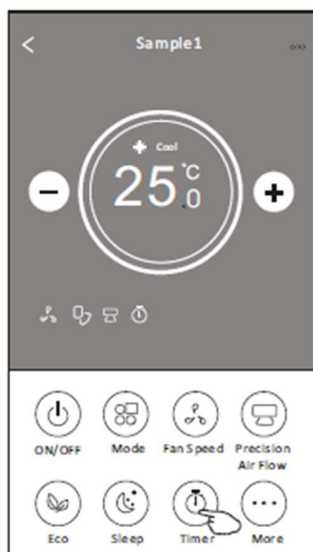 Sample1
Cool
25.0 °C
ON/OFF
Mode
Fan Speed
Precision
Air Flow
Eco
Sleep
Timer
More